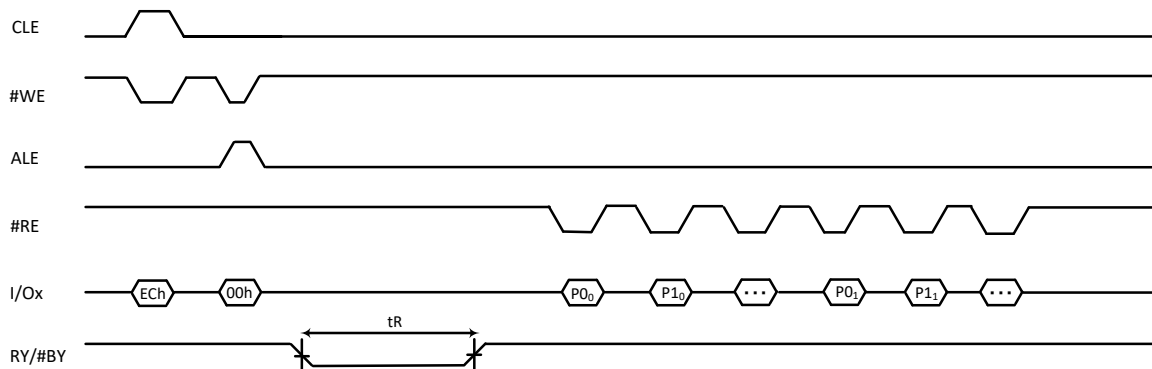 CLE
#WE
ALE
#RE
I/Ox ECh 00h P0₀ P1₀ ... P0₁ P1₁ ...
tR
RY/#BY